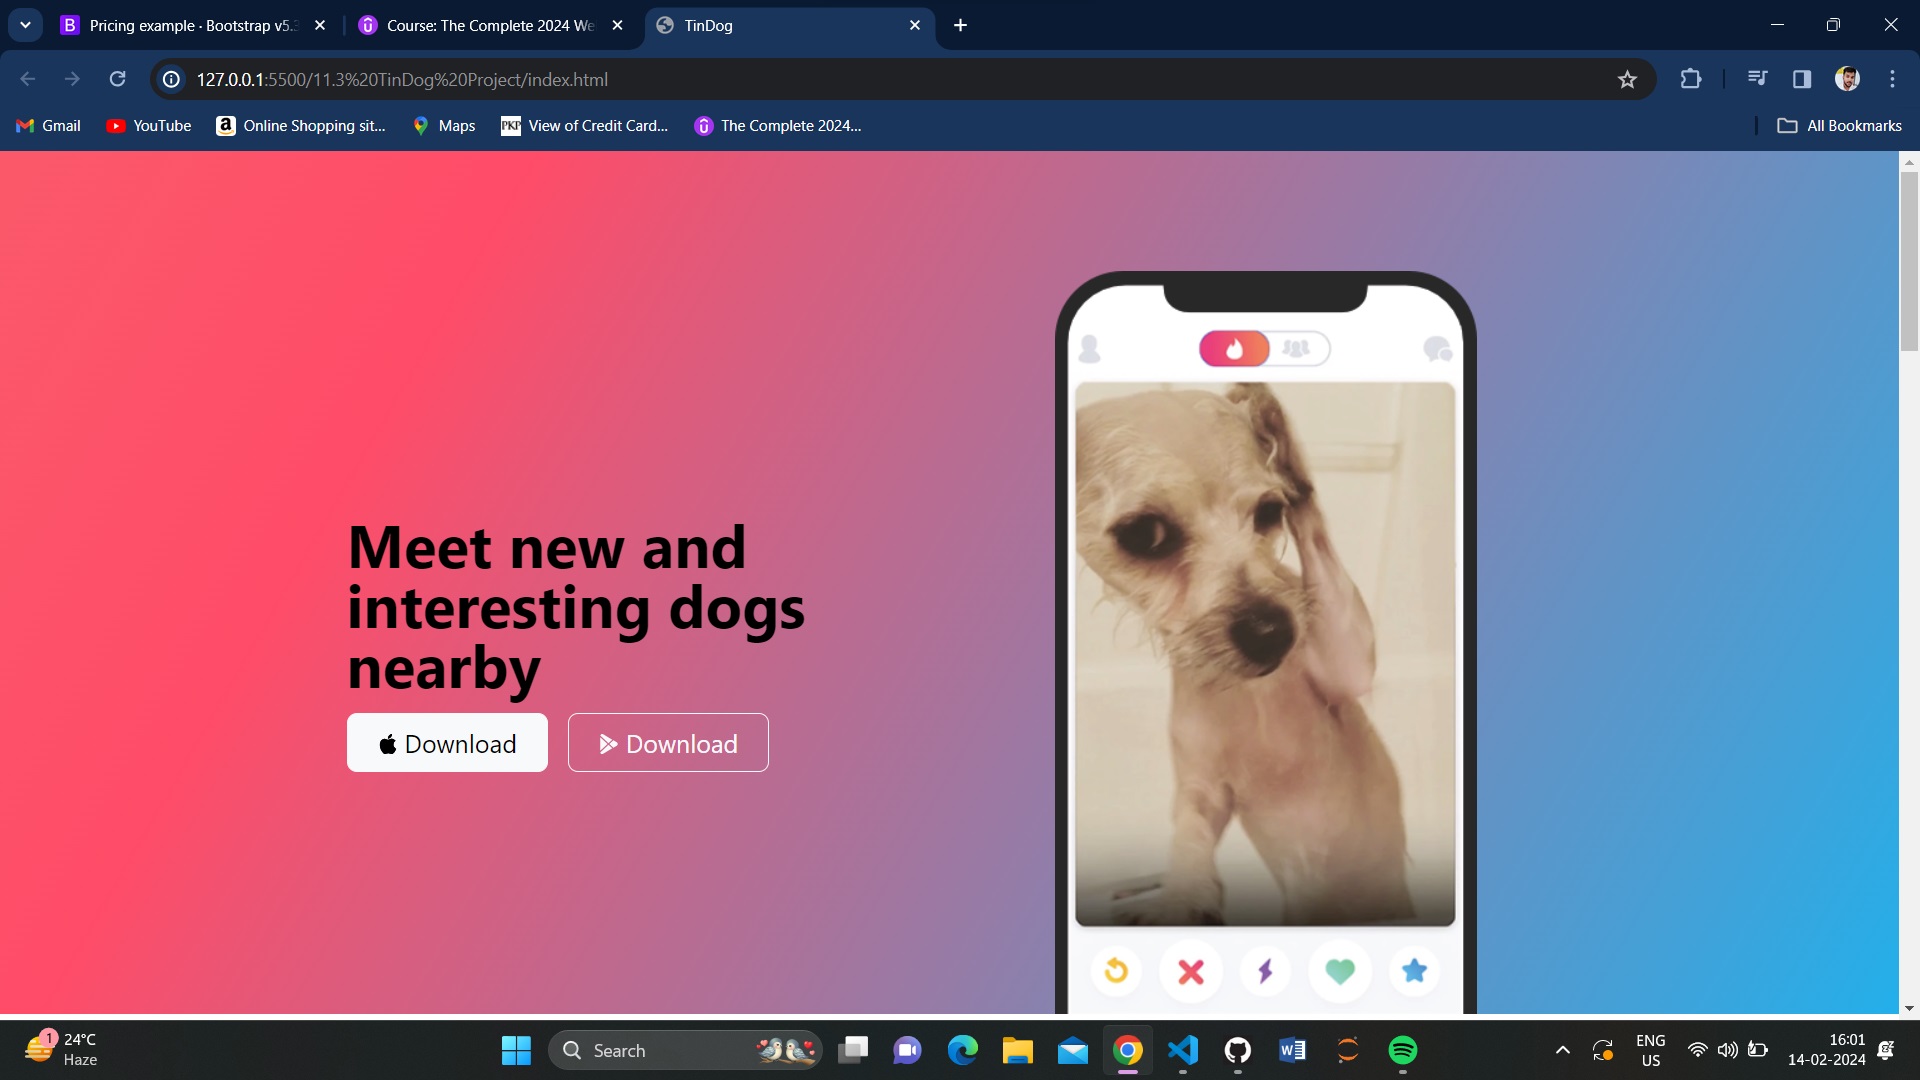 Pricing example · Bootstrap v5.3
Course: The Complete 2024 We
TinDog
127.0.0.1:5500/11.3%20TinDog%20Project/index.html
Gmail
YouTube
Online Shopping sit...
Maps
PKP
View of Credit Card...
The Complete 2024...
All Bookmarks
Meet new and
interesting dogs
nearby
Download
Download
1
24°C
Haze
Search
ENG
US
16:01
14-02-2024